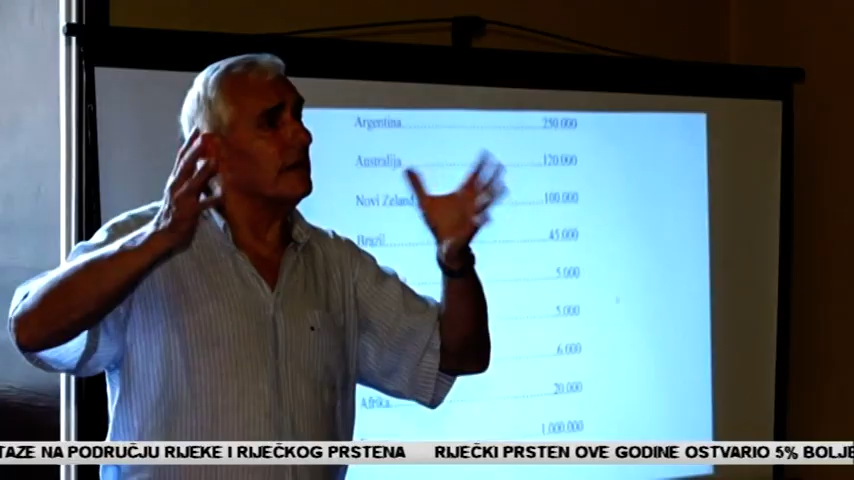 Argentina 250.000
Australija 120.000
Novi Zeland 100.000
Brazil 45.000
5.000
5.000
6.000
Afrika 20.000
1.000.000
TAZE NA PODRUČJU RIJEKE I RIJEČKOG PRSTENA RIJEČKI PRSTEN OVE GODINE OSTVARIO 5% BOLJE